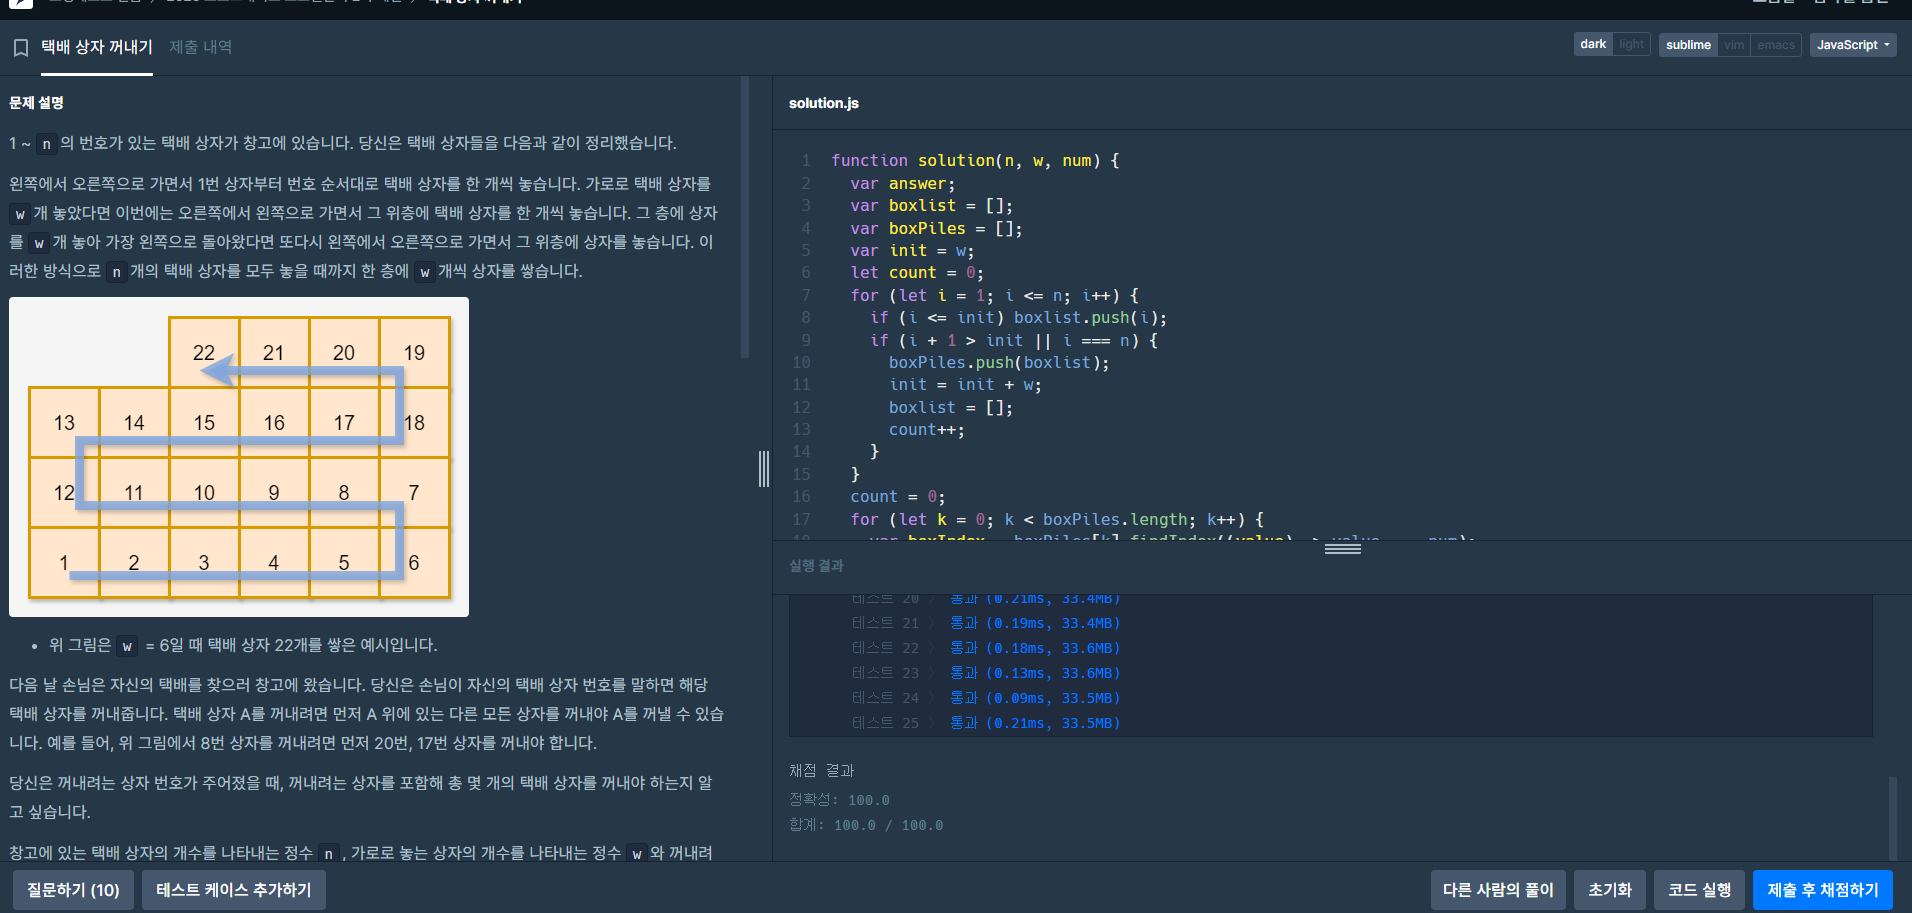 택배 상자 꺼내기 제출 내역
dark light sublime vim emacs JavaScript
문제 설명
1 ~ n 의 번호가 있는 택배 상자가 창고에 있습니다. 당신은 택배 상자들을 다음과 같이 정리했습니다.
왼쪽에서 오른쪽으로 가면서 1번 상자부터 번호 순서대로 택배 상자를 한 개씩 놓습니다. 가로로 택배 상자를
w 개 놓았다면 이번에는 오른쪽에서 왼쪽으로 가면서 그 위층에 택배 상자를 한 개씩 놓습니다. 그 층에 상자
를 w 개 놓아 가장 왼쪽으로 돌아왔다면 또다시 왼쪽에서 오른쪽으로 가면서 그 위층에 상자를 놓습니다. 이
러한 방식으로 n 개의 택배 상자를 모두 놓을 때까지 한 층에 w 개씩 상자를 쌓습니다.
22 21 20 19
13 14 15 16 17 18
12 11 10 9 8 7
1 2 3 4 5 6
• 위 그림은 w = 6일 때 택배 상자 22개를 쌓은 예시입니다.
다음 날 손님은 자신의 택배를 찾으러 창고에 왔습니다. 당신은 손님이 자신의 택배 상자 번호를 말하면 해당
택배 상자를 꺼내줍니다. 택배 상자 A를 꺼내려면 먼저 A 위에 있는 다른 모든 상자를 꺼내야 A를 꺼낼 수 있습
니다. 예를 들어, 위 그림에서 8번 상자를 꺼내려면 먼저 20번, 17번 상자를 꺼내야 합니다.
당신은 꺼내려는 상자 번호가 주어졌을 때, 꺼내려는 상자를 포함해 총 몇 개의 택배 상자를 꺼내야 하는지 알
고 싶습니다.
창고에 있는 택배 상자의 개수를 나타내는 정수 n , 가로로 놓는 상자의 개수를 나타내는 정수 w 와 꺼내려
solution.js
1 function solution(n, w, num) {
2 var answer;
3 var boxlist = [];
4 var boxPiles = [];
5 var init = w;
6 let count = 0;
7 for (let i = 1; i <= n; i++) {
8 if (i <= init) boxlist.push(i);
9 if (i + 1 > init || i === n) {
10 boxPiles.push(boxlist);
11 init = init + w;
12 boxlist = [];
13 count++;
14 }
15 }
16 count = 0;
17 for (let k = 0; k < boxPiles.length; k++) {
실행 결과
테스트 20 〉 통과 (0.21ms, 33.4MB)
테스트 21 〉 통과 (0.19ms, 33.4MB)
테스트 22 〉 통과 (0.18ms, 33.6MB)
테스트 23 〉 통과 (0.13ms, 33.6MB)
테스트 24 〉 통과 (0.09ms, 33.5MB)
테스트 25 〉 통과 (0.21ms, 33.5MB)
채점 결과
정확성: 100.0
합계: 100.0 / 100.0
질문하기 (10) 테스트 케이스 추가하기 다른 사람의 풀이 초기화 코드 실행 제출 후 채점하기